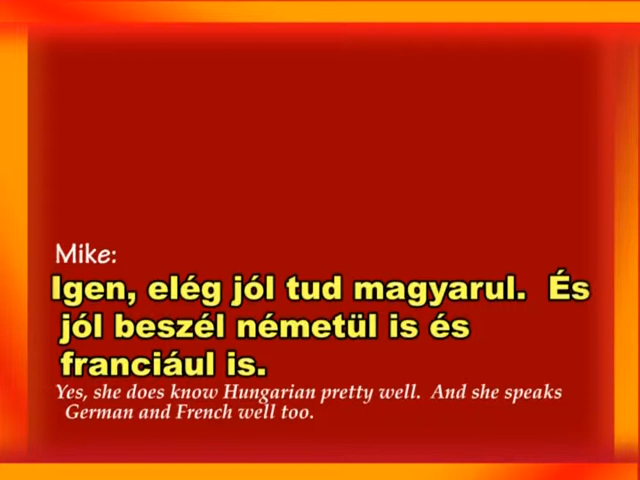 Mike:
Igen, elég jól tud magyarul.  És
jól beszél németül is és
franciául is.
Yes, she does know Hungarian pretty well.  And she speaks
German and French well too.